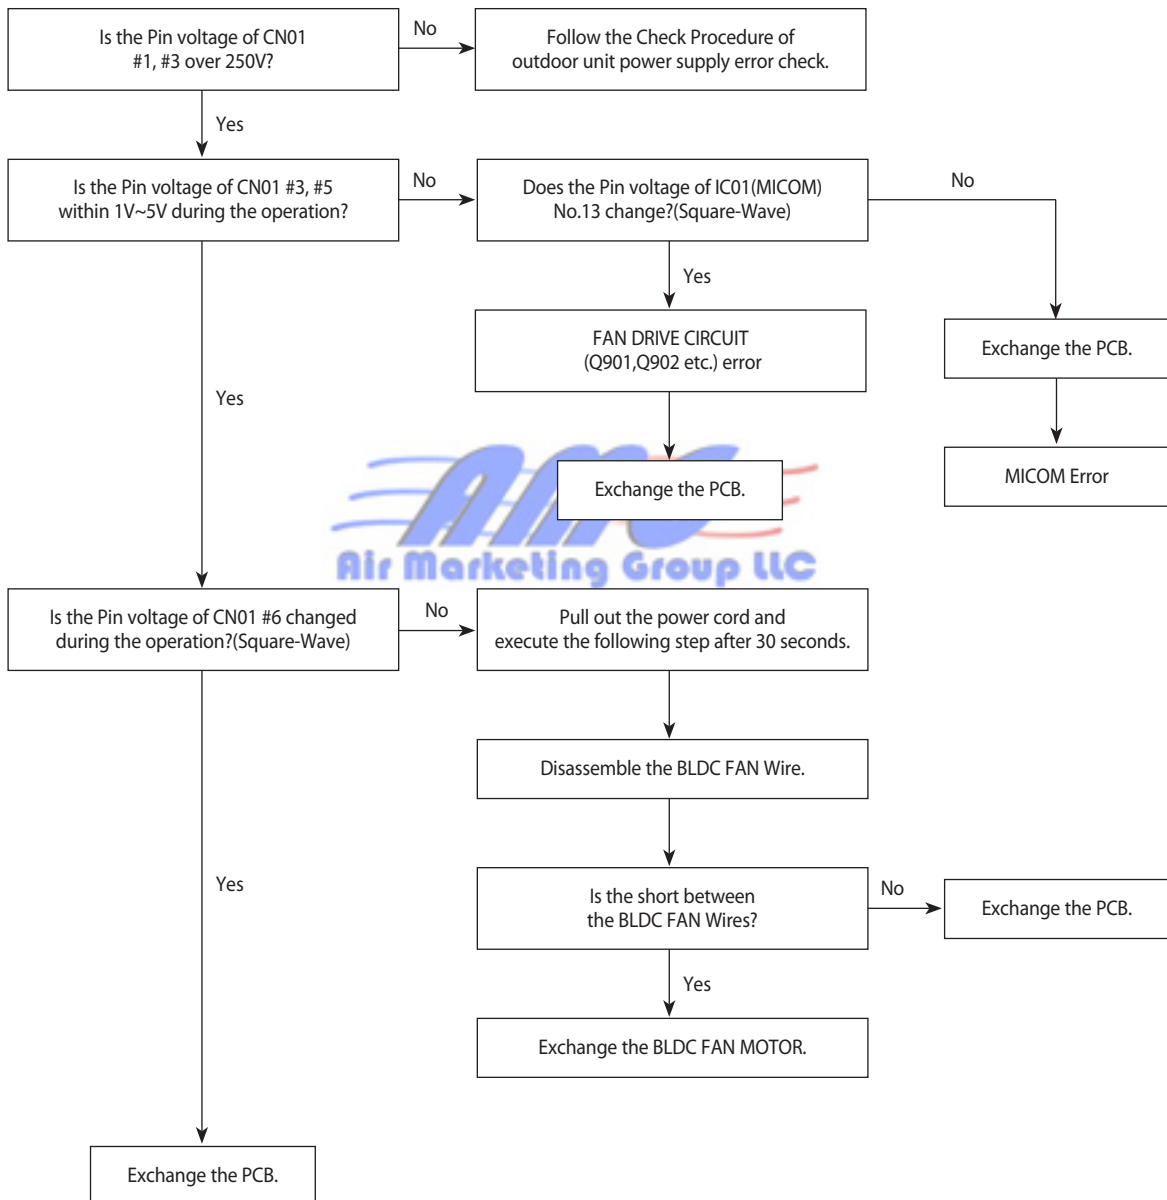 Is the Pin voltage of CN01
#1, #3 over 250V?
No
Follow the Check Procedure of
outdoor unit power supply error check.
Yes
Is the Pin voltage of CN01 #3, #5
within 1V~5V during the operation?
No
Does the Pin voltage of IC01(MICOM)
No.13 change?(Square-Wave)
No
Yes
FAN DRIVE CIRCUIT
(Q901,Q902 etc.) error
Exchange the PCB.
Yes
Exchange the PCB.
MICOM Error
AMG
Air Marketing Group LLC
Is the Pin voltage of CN01 #6 changed
during the operation?(Square-Wave)
No
Pull out the power cord and
execute the following step after 30 seconds.
Disassemble the BLDC FAN Wire.
Yes
Is the short between
the BLDC FAN Wires?
No
Exchange the PCB.
Yes
Exchange the BLDC FAN MOTOR.
Exchange the PCB.